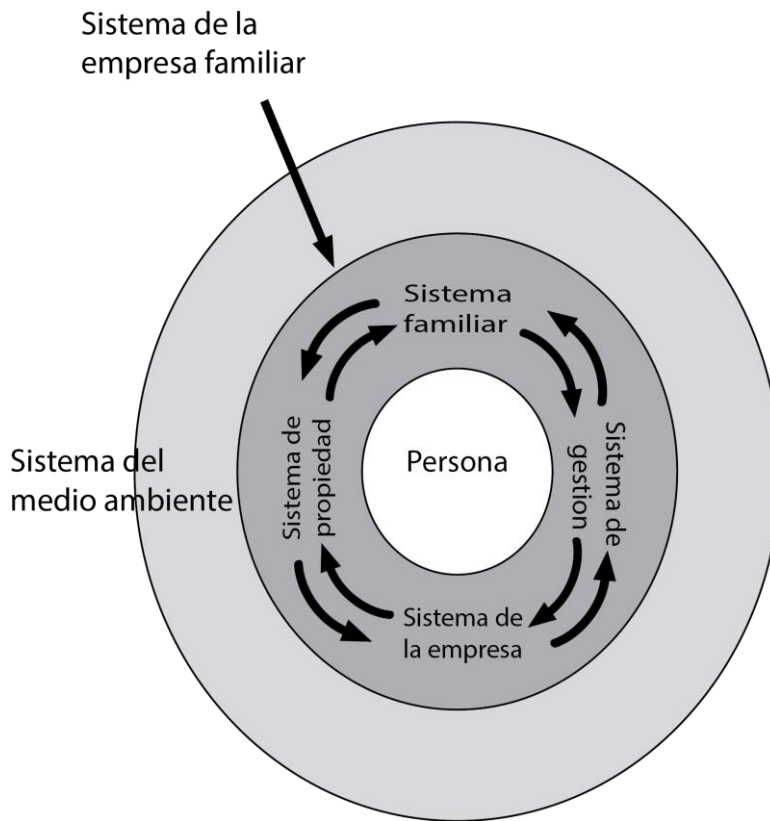 Sistema de la
empresa familiar
Sistema
familiar
Sistema de
propiedad
Persona
Sistema de
gestion
Sistema del
medio ambiente
Sistema de
la empresa